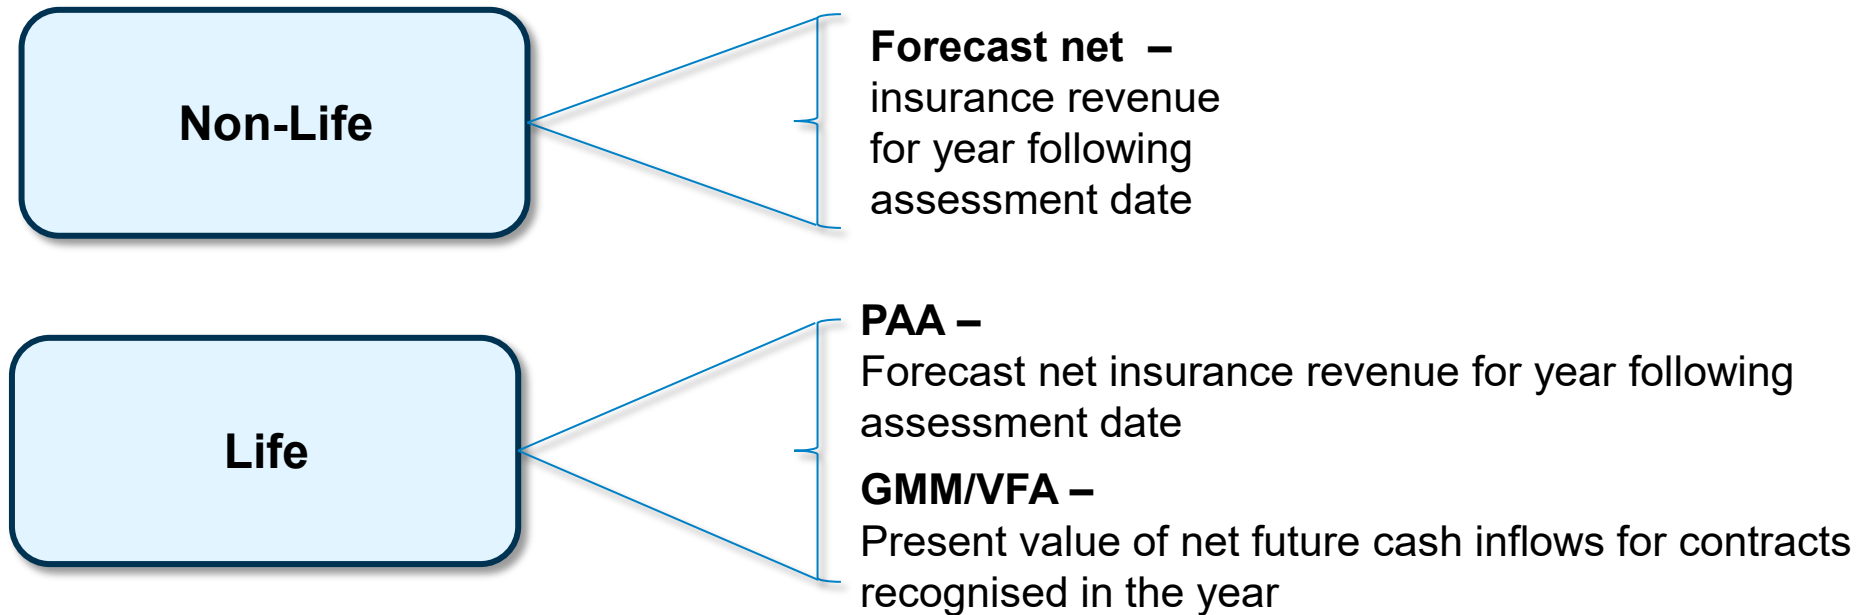 Non-Life
Forecast net –
insurance revenue
for year following
assessment date
Life
PAA –
Forecast net insurance revenue for year following
assessment date
GMM/VFA –
Present value of net future cash inflows for contracts
recognised in the year